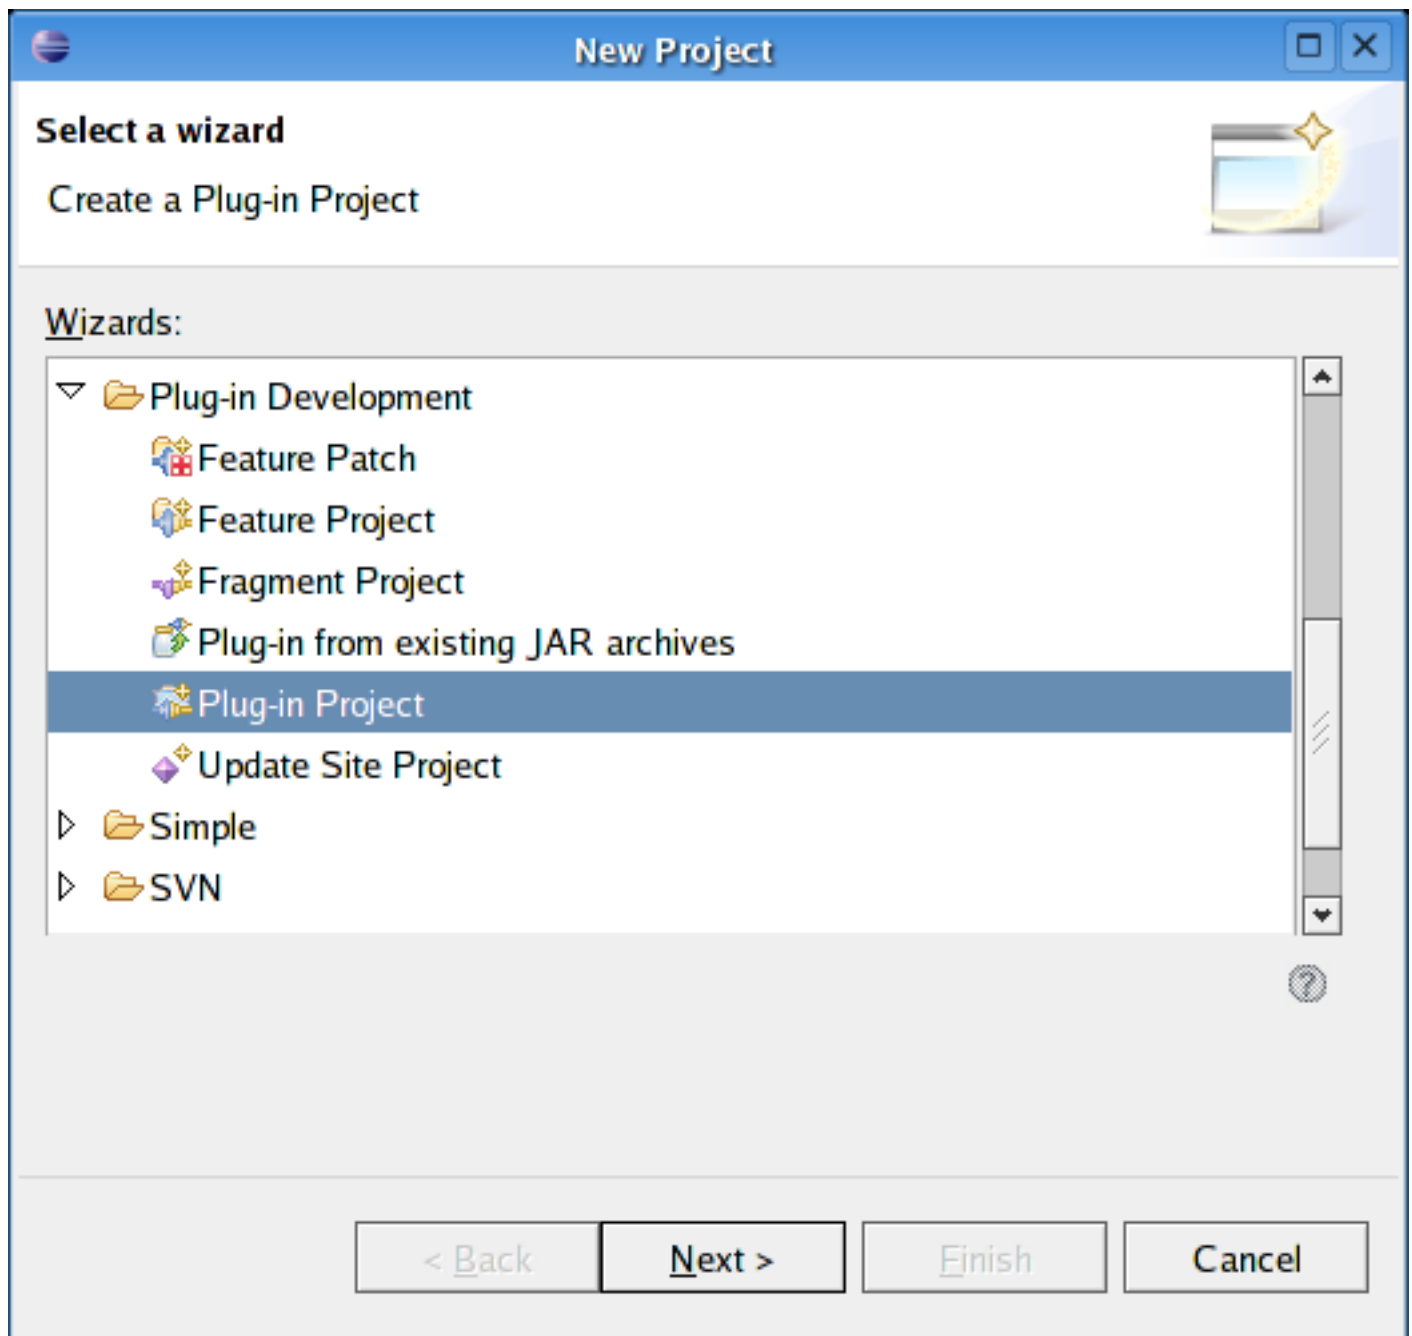 New Project
Select a wizard
Create a Plug-in Project
Wizards:
Plug-in Development
Feature Patch
Feature Project
Fragment Project
Plug-in from existing JAR archives
Plug-in Project
Update Site Project
Simple
SVN
?
< Back
Next >
Finish
Cancel